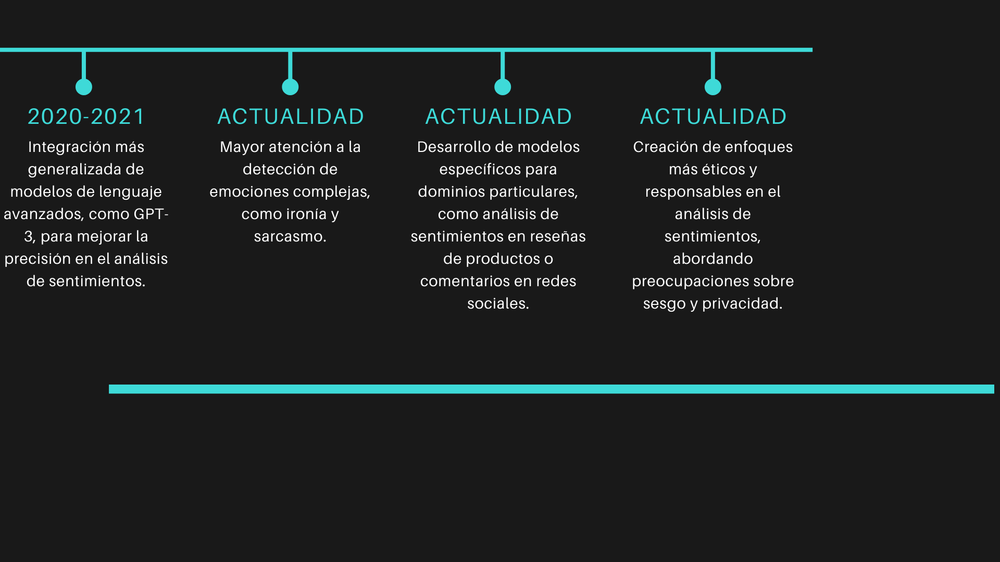 2020-2021
Integración más
generalizada de
modelos de lenguaje
avanzados, como GPT-
3, para mejorar la
precisión en el análisis
de sentimientos.
ACTUALIDAD
Mayor atención a la
detección de
emociones complejas,
como ironía y
sarcasmo.
ACTUALIDAD
Desarrollo de modelos
específicos para
dominios particulares,
como análisis de
sentimientos en reseñas
de productos o
comentarios en redes
sociales.
ACTUALIDAD
Creación de enfoques
más éticos y
responsables en el
análisis de
sentimientos,
abordando
preocupaciones sobre
sesgo y privacidad.